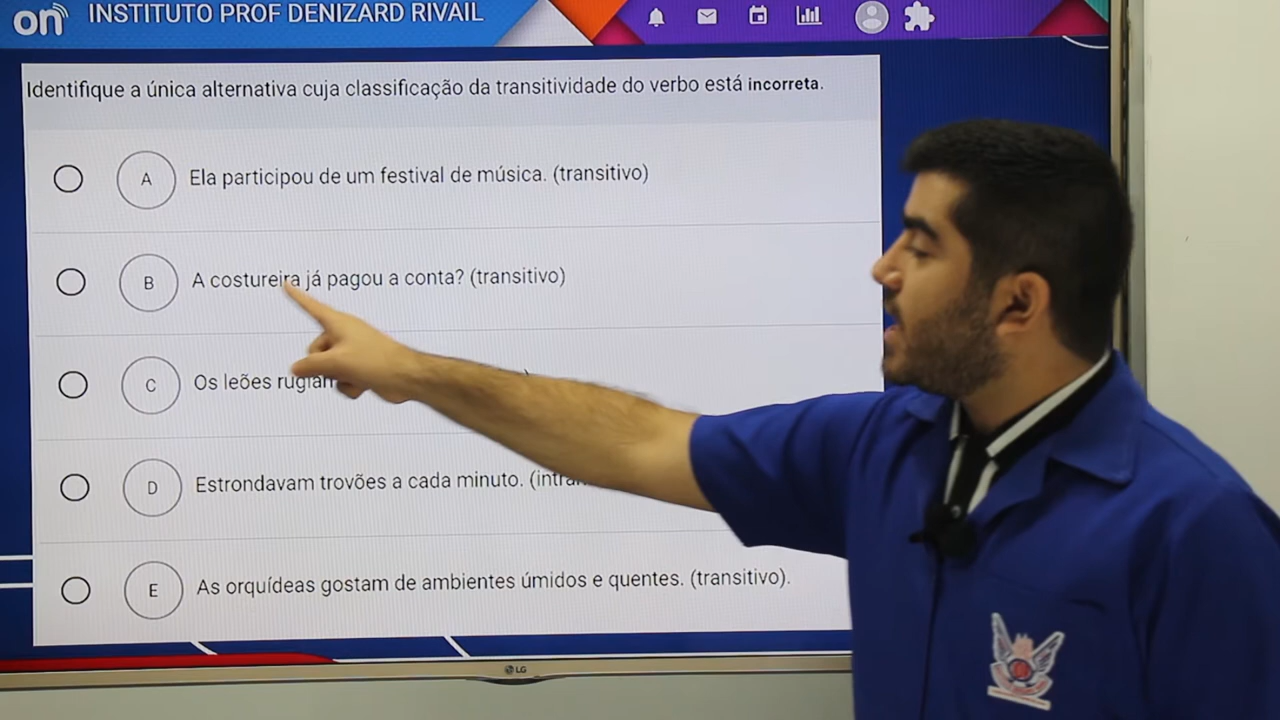 on
INSTITUTO PROF DENIZARD RIVAIL
Identifique a única alternativa cuja classificação da transitividade do verbo está incorreta.
A Ela participou de um festival de música. (transitivo)
B A costureira já pagou a conta? (transitivo)
C Os leões rugiam
D Estrondavam trovões a cada minuto.
E As orquídeas gostam de ambientes úmidos e quentes. (transitivo).
LG